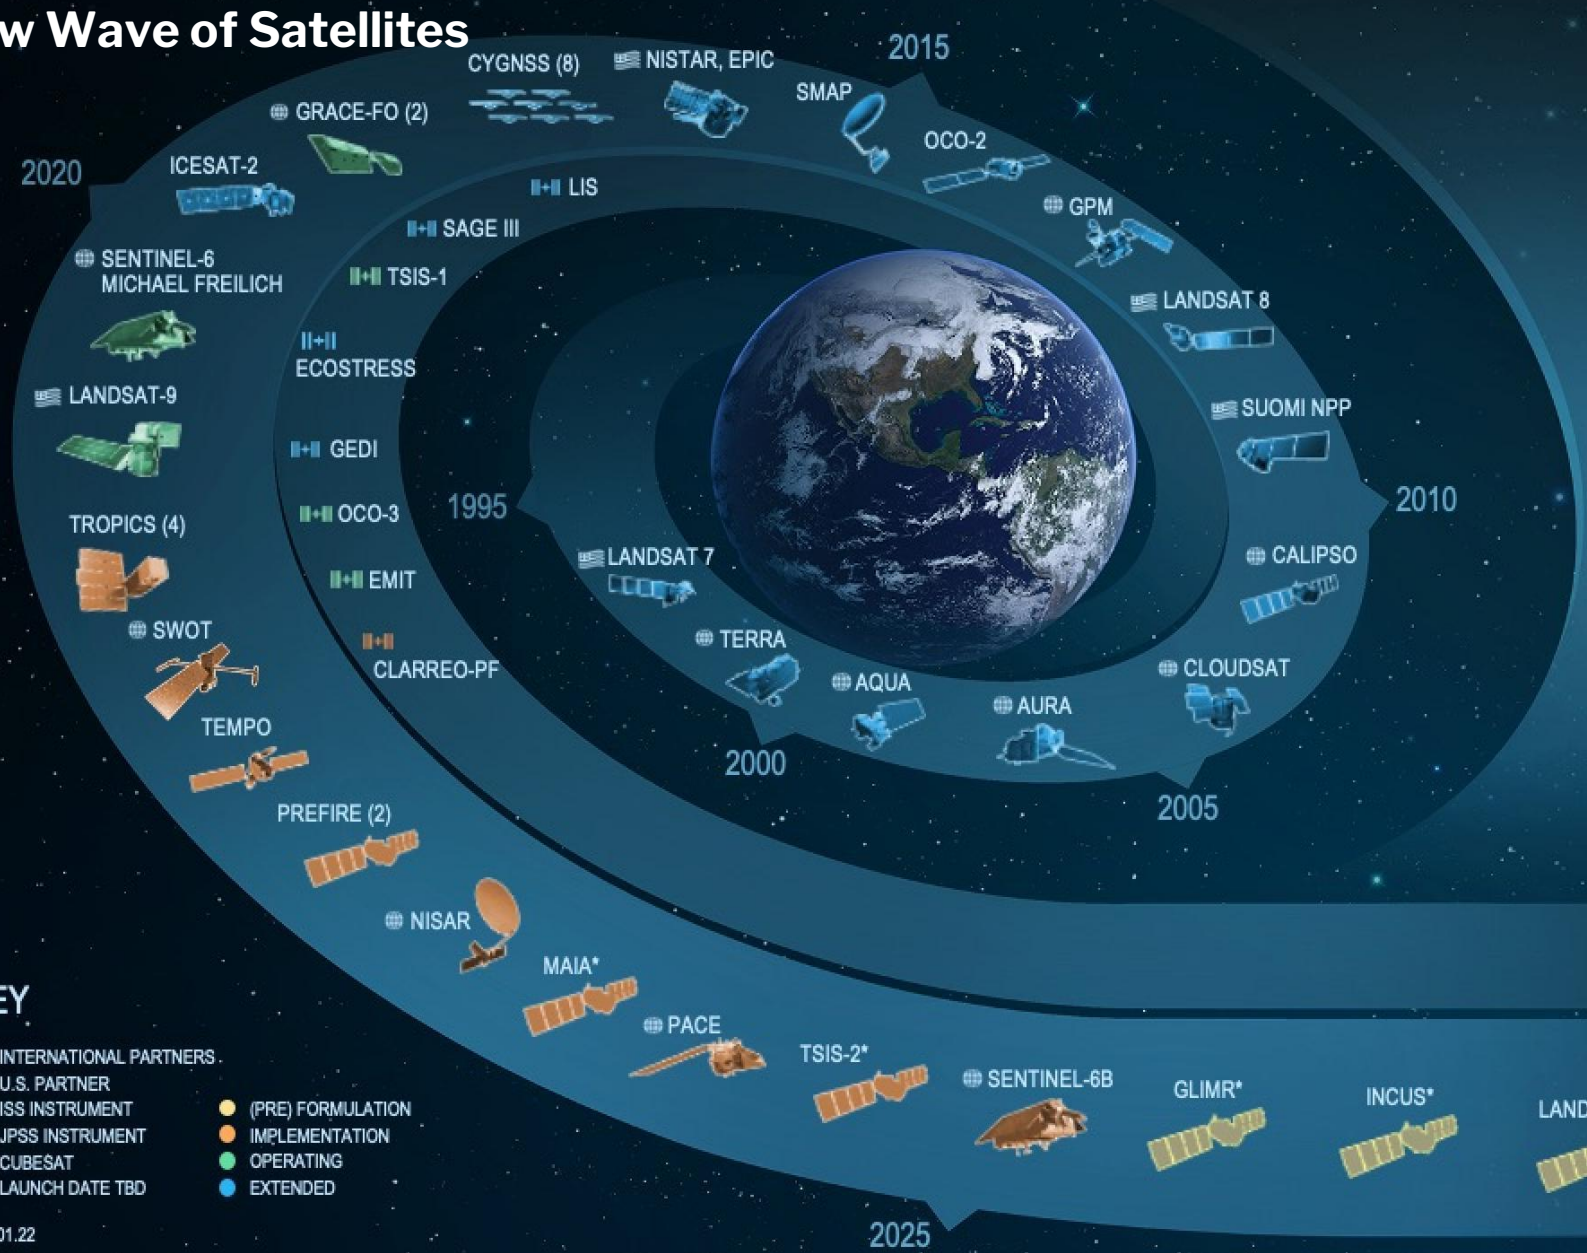 w Wave of Satellites
2015
CYGNSS (8)
NISTAR, EPIC
SMAP
GRACE-FO (2)
OCO-2
ICESAT-2
2020
LIS
GPM
SAGE III
SENTINEL-6
MICHAEL FREILICH
TSIS-1
LANDSAT 8
ECOSTRESS
LANDSAT-9
SUOMI NPP
GEDI
1995
2010
OCO-3
TROPICS (4)
LANDSAT 7
CALIPSO
EMIT
SWOT
TERRA
CLARREO-PF
CLOUDSAT
AQUA
AURA
TEMPO
2000
2005
PREFIRE (2)
NISAR
MAIA*
PACE
TSIS-2*
SENTINEL-6B
GLIMR*
INCUS*
LAND
EY
INTERNATIONAL PARTNERS
U.S. PARTNER
ISS INSTRUMENT
(PRE) FORMULATION
JPSS INSTRUMENT
IMPLEMENTATION
CUBESAT
OPERATING
LAUNCH DATE TBD
EXTENDED
01.22
2025